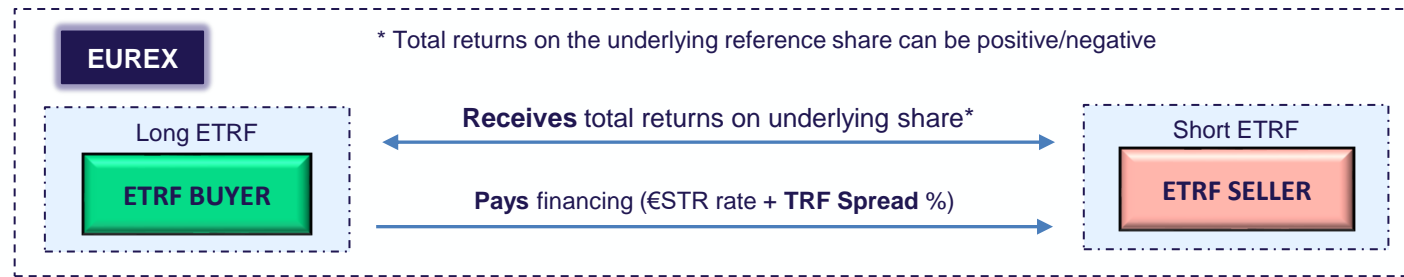 * Total returns on the underlying reference share can be positive/negative
EUREX
Long ETRF
Receives total returns on underlying share*
Short ETRF
ETRF BUYER
ETRF SELLER
Pays financing (€STR rate + TRF Spread %)